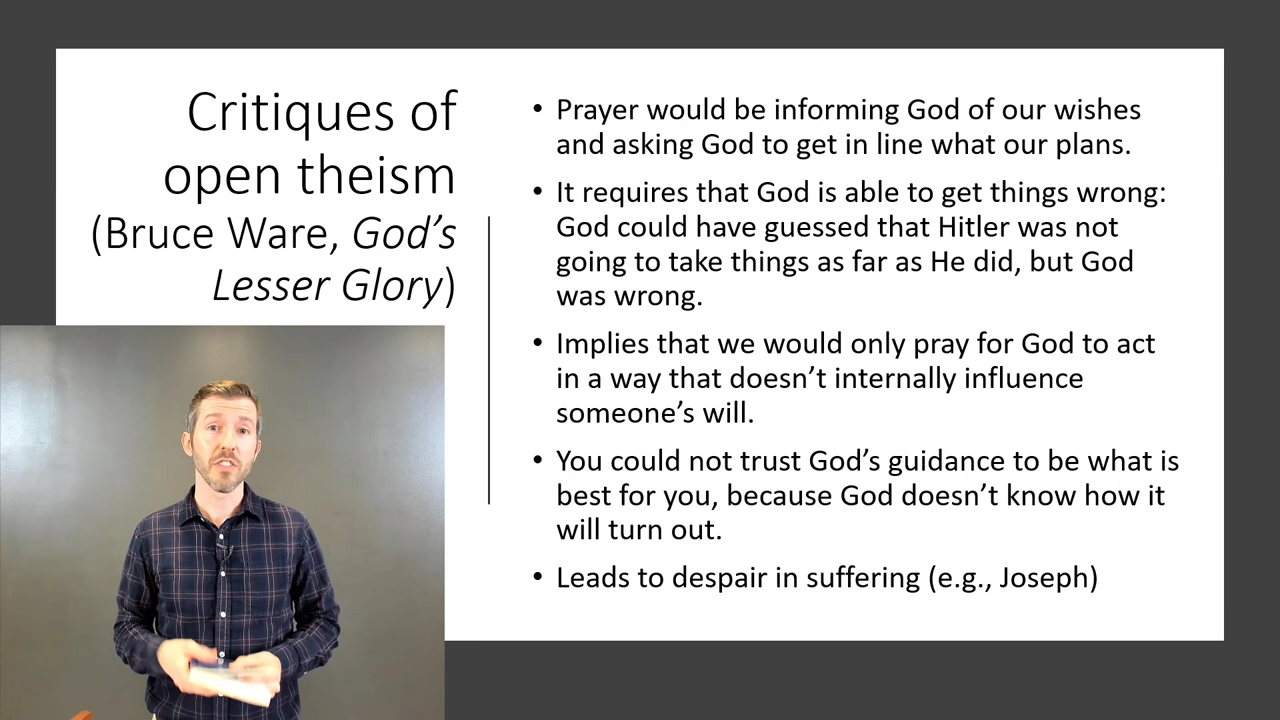 Critiques of
open theism
(Bruce Ware, God's
Lesser Glory)
• Prayer would be informing God of our wishes
and asking God to get in line what our plans.
• It requires that God is able to get things wrong:
God could have guessed that Hitler was not
going to take things as far as He did, but God
was wrong.
• Implies that we would only pray for God to act
in a way that doesn't internally influence
someone's will.
• You could not trust God's guidance to be what is
best for you, because God doesn't know how it
will turn out.
• Leads to despair in suffering (e.g., Joseph)